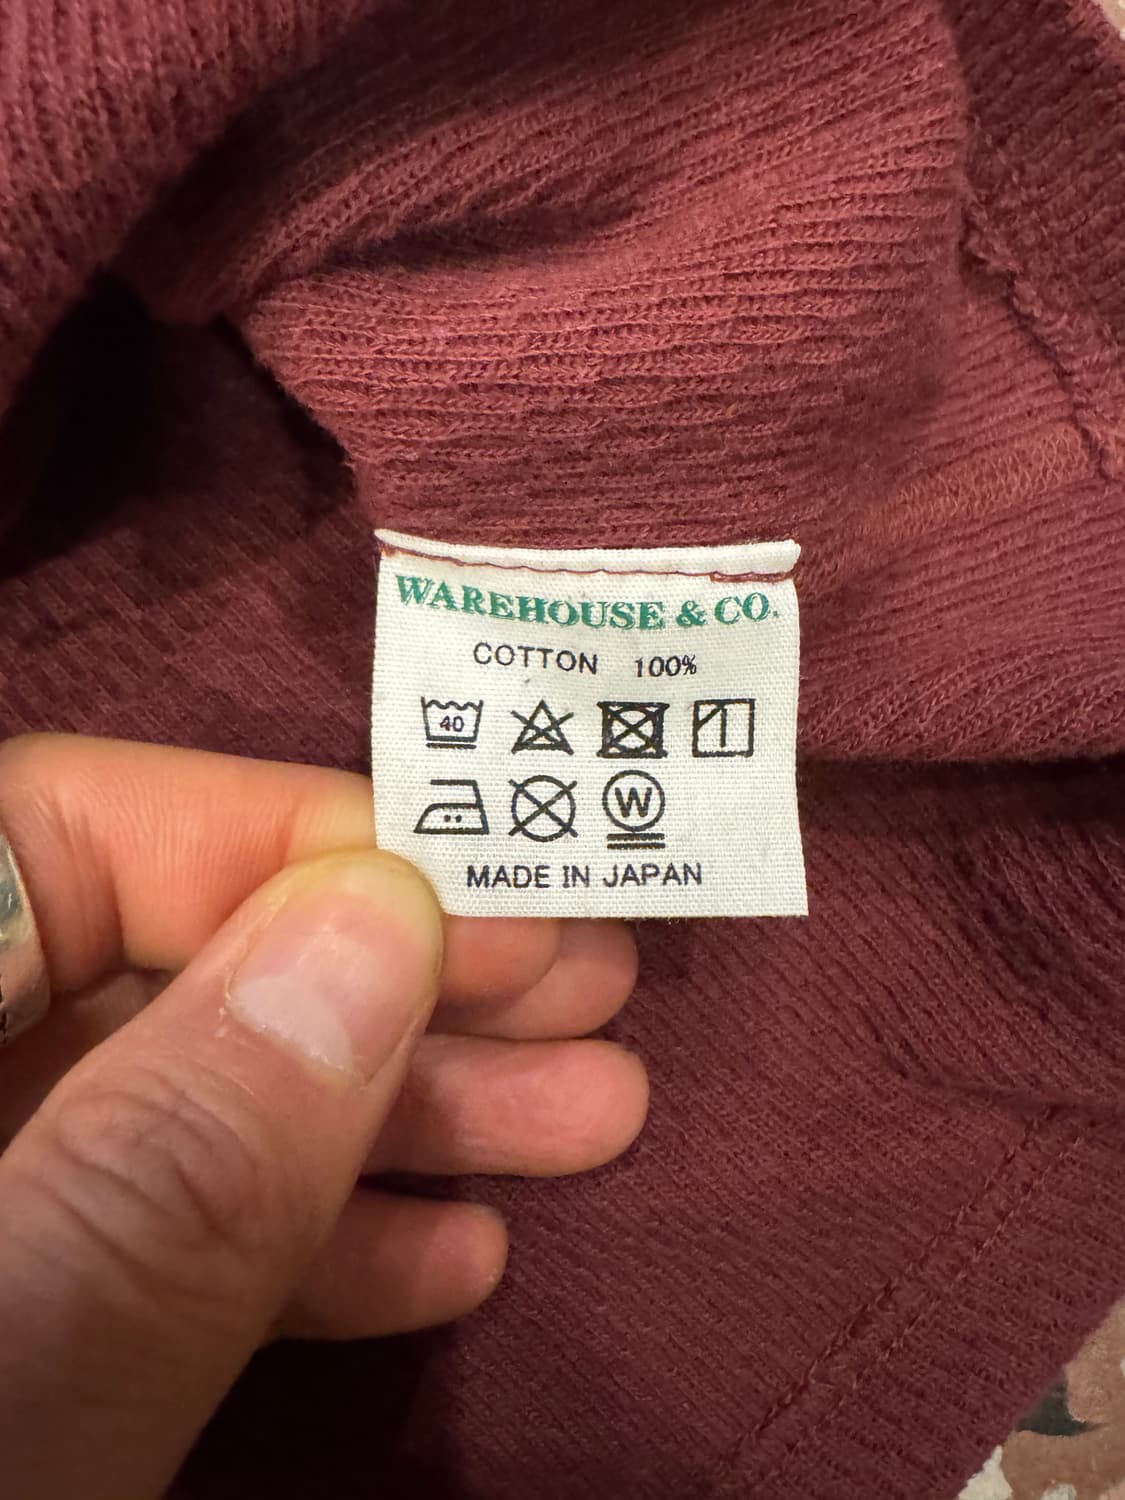 WAREHOUSE & CO.
COTTON 100%
40
W
MADE IN JAPAN